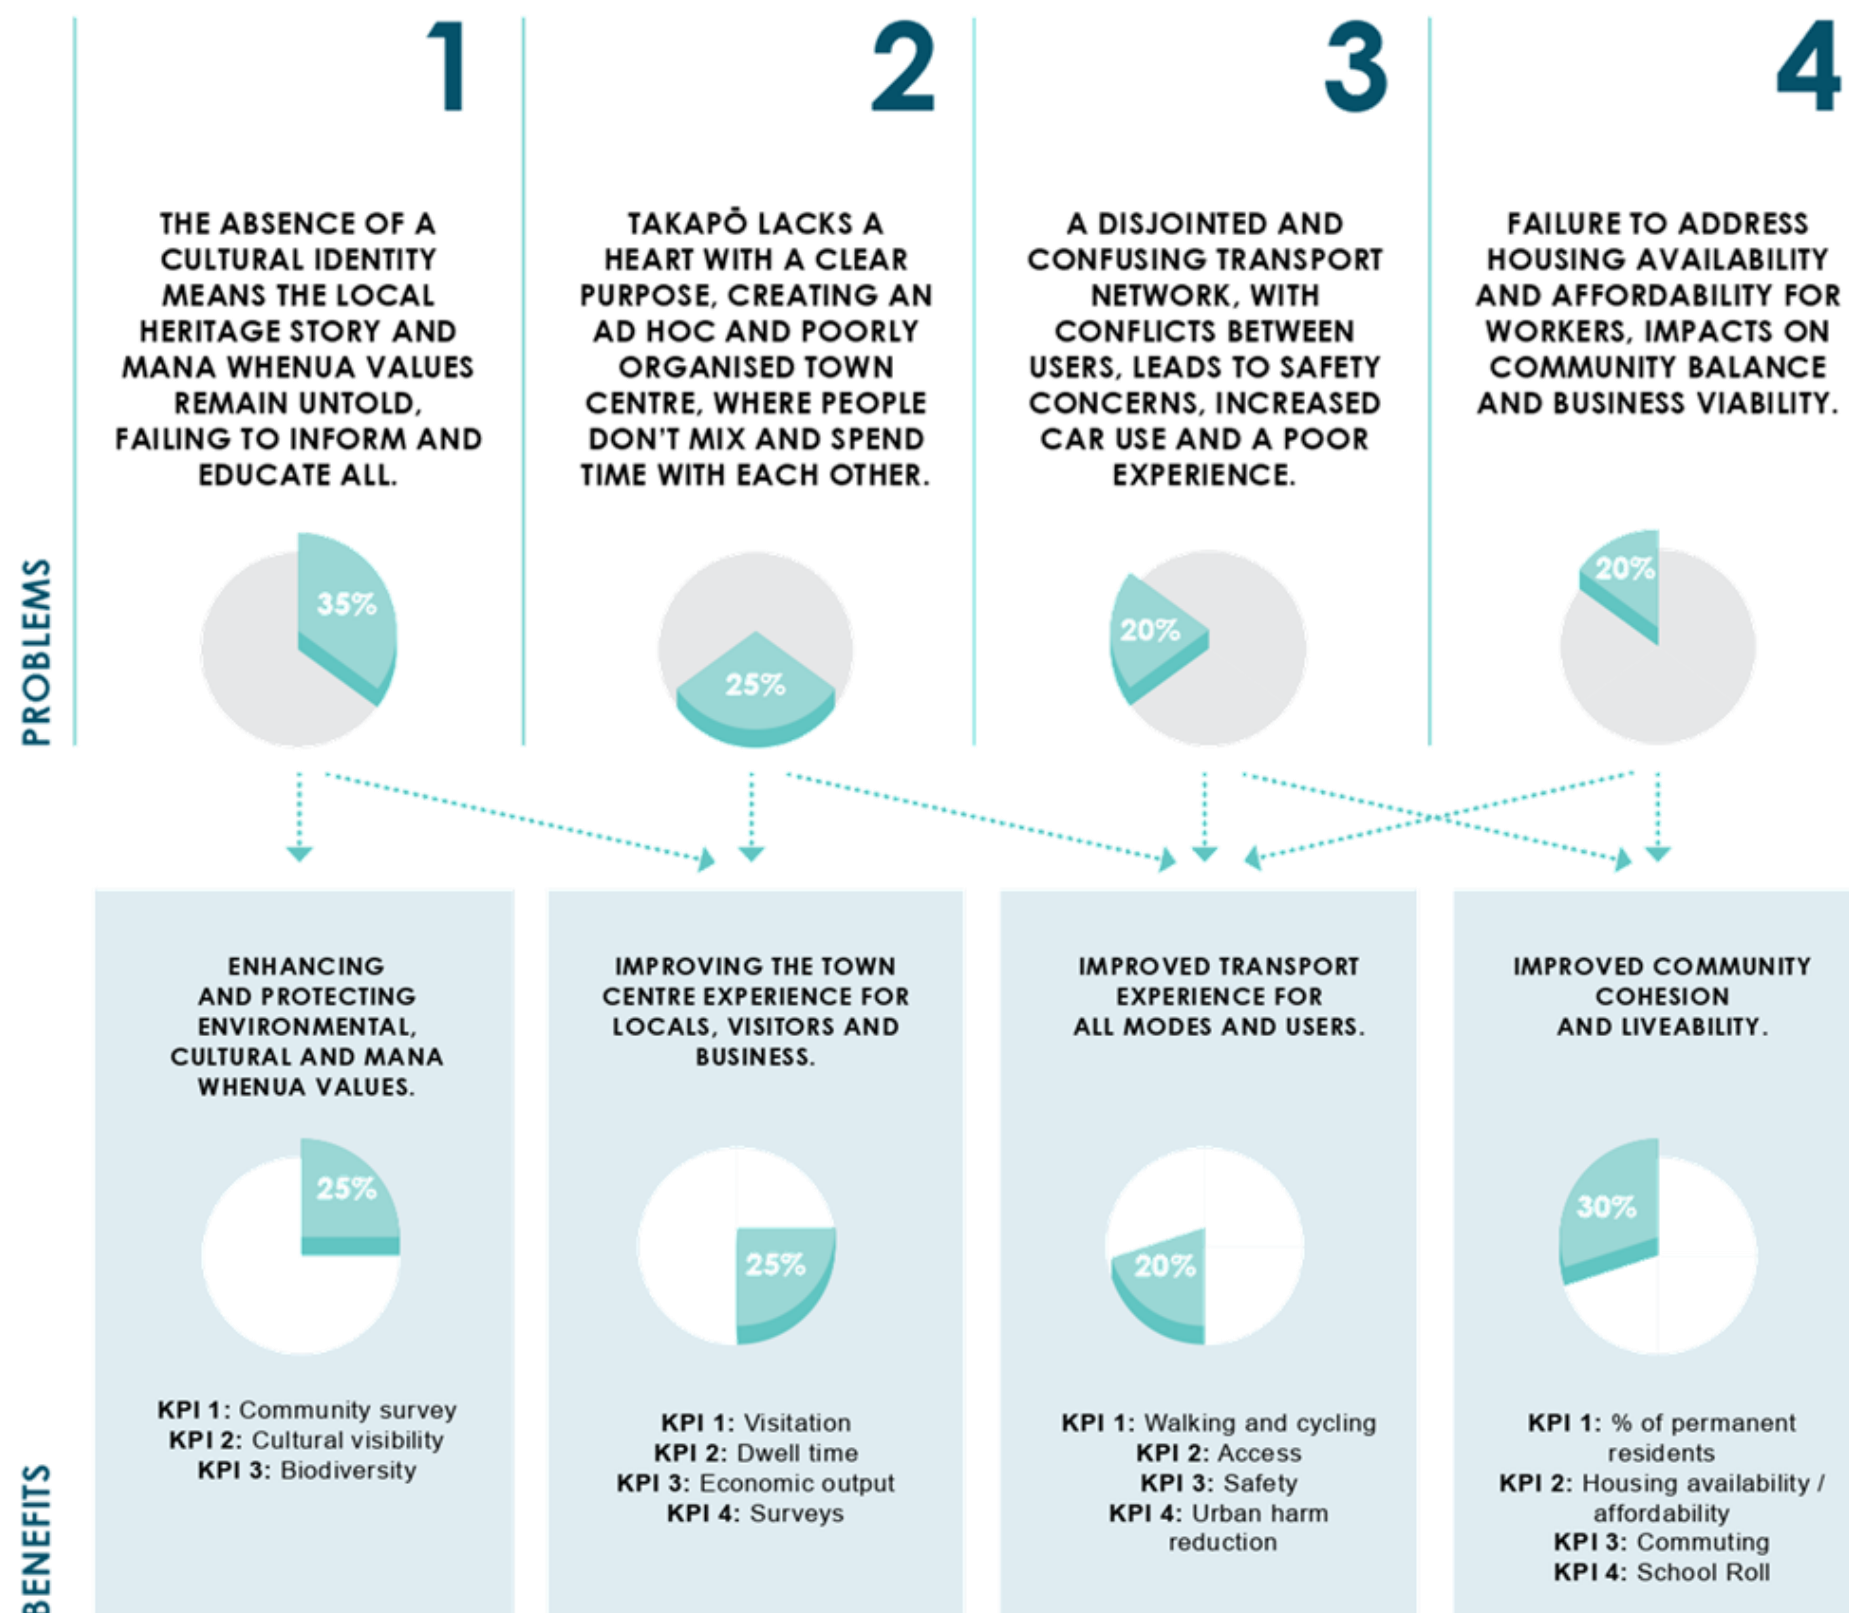 1
THE ABSENCE OF A
CULTURAL IDENTITY
MEANS THE LOCAL
HERITAGE STORY AND
MANA WHENUA VALUES
REMAIN UNTOLD,
FAILING TO INFORM AND
EDUCATE ALL.
35%
2
TAKAPŌ LACKS A
HEART WITH A CLEAR
PURPOSE, CREATING AN
AD HOC AND POORLY
ORGANISED TOWN
CENTRE, WHERE PEOPLE
DON'T MIX AND SPEND
TIME WITH EACH OTHER.
25%
3
A DISJOINTED AND
CONFUSING TRANSPORT
NETWORK, WITH
CONFLICTS BETWEEN
USERS, LEADS TO SAFETY
CONCERNS, INCREASED
CAR USE AND A POOR
EXPERIENCE.
20%
4
FAILURE TO ADDRESS
HOUSING AVAILABILITY
AND AFFORDABILITY FOR
WORKERS, IMPACTS ON
COMMUNITY BALANCE
AND BUSINESS VIABILITY.
20%
PROBLEMS
ENHANCING
AND PROTECTING
ENVIRONMENTAL,
CULTURAL AND MANA
WHENUA VALUES.
25%
KPI 1: Community survey
KPI 2: Cultural visibility
KPI 3: Biodiversity
IMPROVING THE TOWN
CENTRE EXPERIENCE FOR
LOCALS, VISITORS AND
BUSINESS.
25%
KPI 1: Visitation
KPI 2: Dwell time
KPI 3: Economic output
KPI 4: Surveys
IMPROVED TRANSPORT
EXPERIENCE FOR
ALL MODES AND USERS.
20%
KPI 1: Walking and cycling
KPI 2: Access
KPI 3: Safety
KPI 4: Urban harm
reduction
IMPROVED COMMUNITY
COHESION
AND LIVEABILITY.
30%
KPI 1: % of permanent
residents
KPI 2: Housing availability /
affordability
KPI 3: Commuting
KPI 4: School Roll
BENEFITS